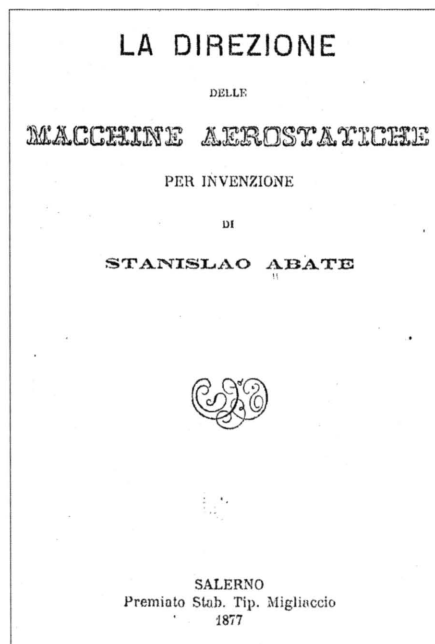 LA DIREZIONE
DELLE
MACCHINE AEROSTATICHE
PER INVENZIONE
DI
STANISLAO ABATE
SALERNO
Premiato Stab. Tip. Migliaccio
1877